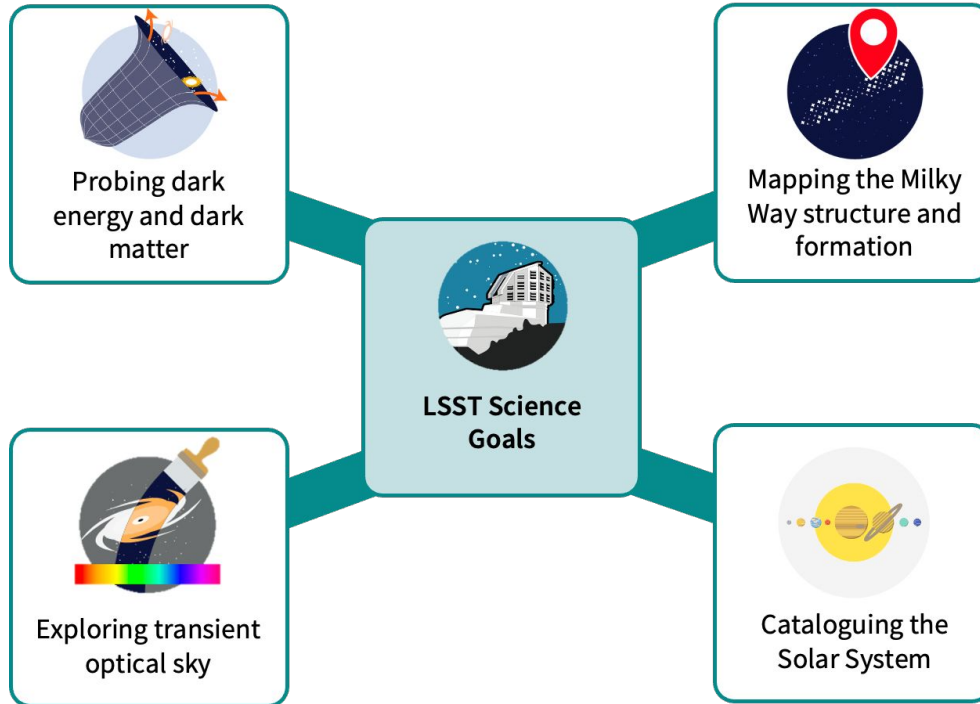 Probing dark
energy and dark
matter
Mapping the Milky
Way structure and
formation
LSST Science
Goals
Exploring transient
optical sky
Cataloguing the
Solar System